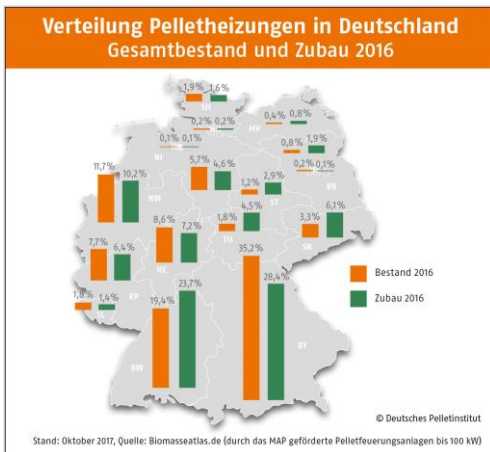 Verteilung Pelletheizungen in Deutschland
Gesamtbestand und Zubau 2016
1,9% 1,6%
SH
0,2% 0,2%
0,4% 0,8%
MV
0,1% 0,1%
NI
0,8% 1,9%
0,2% 0,1%
BB
11,7% 10,2%
NW
5,7% 4,6%
1,2% 2,9%
ST
8,6% 7,2%
HE
1,8% 4,5%
TH
3,3% 6,1%
SN
7,7% 6,4%
RP
1,8% 1,4%
19,4% 23,7%
BW
35,2% 28,4%
BY
Bestand 2016
Zubau 2016
© Deutsches Pelletinstitut
Stand: Oktober 2017, Quelle: Biomasseatlas.de (durch das MAP geförderte Pelletfeuerungsanlagen bis 100 kW)